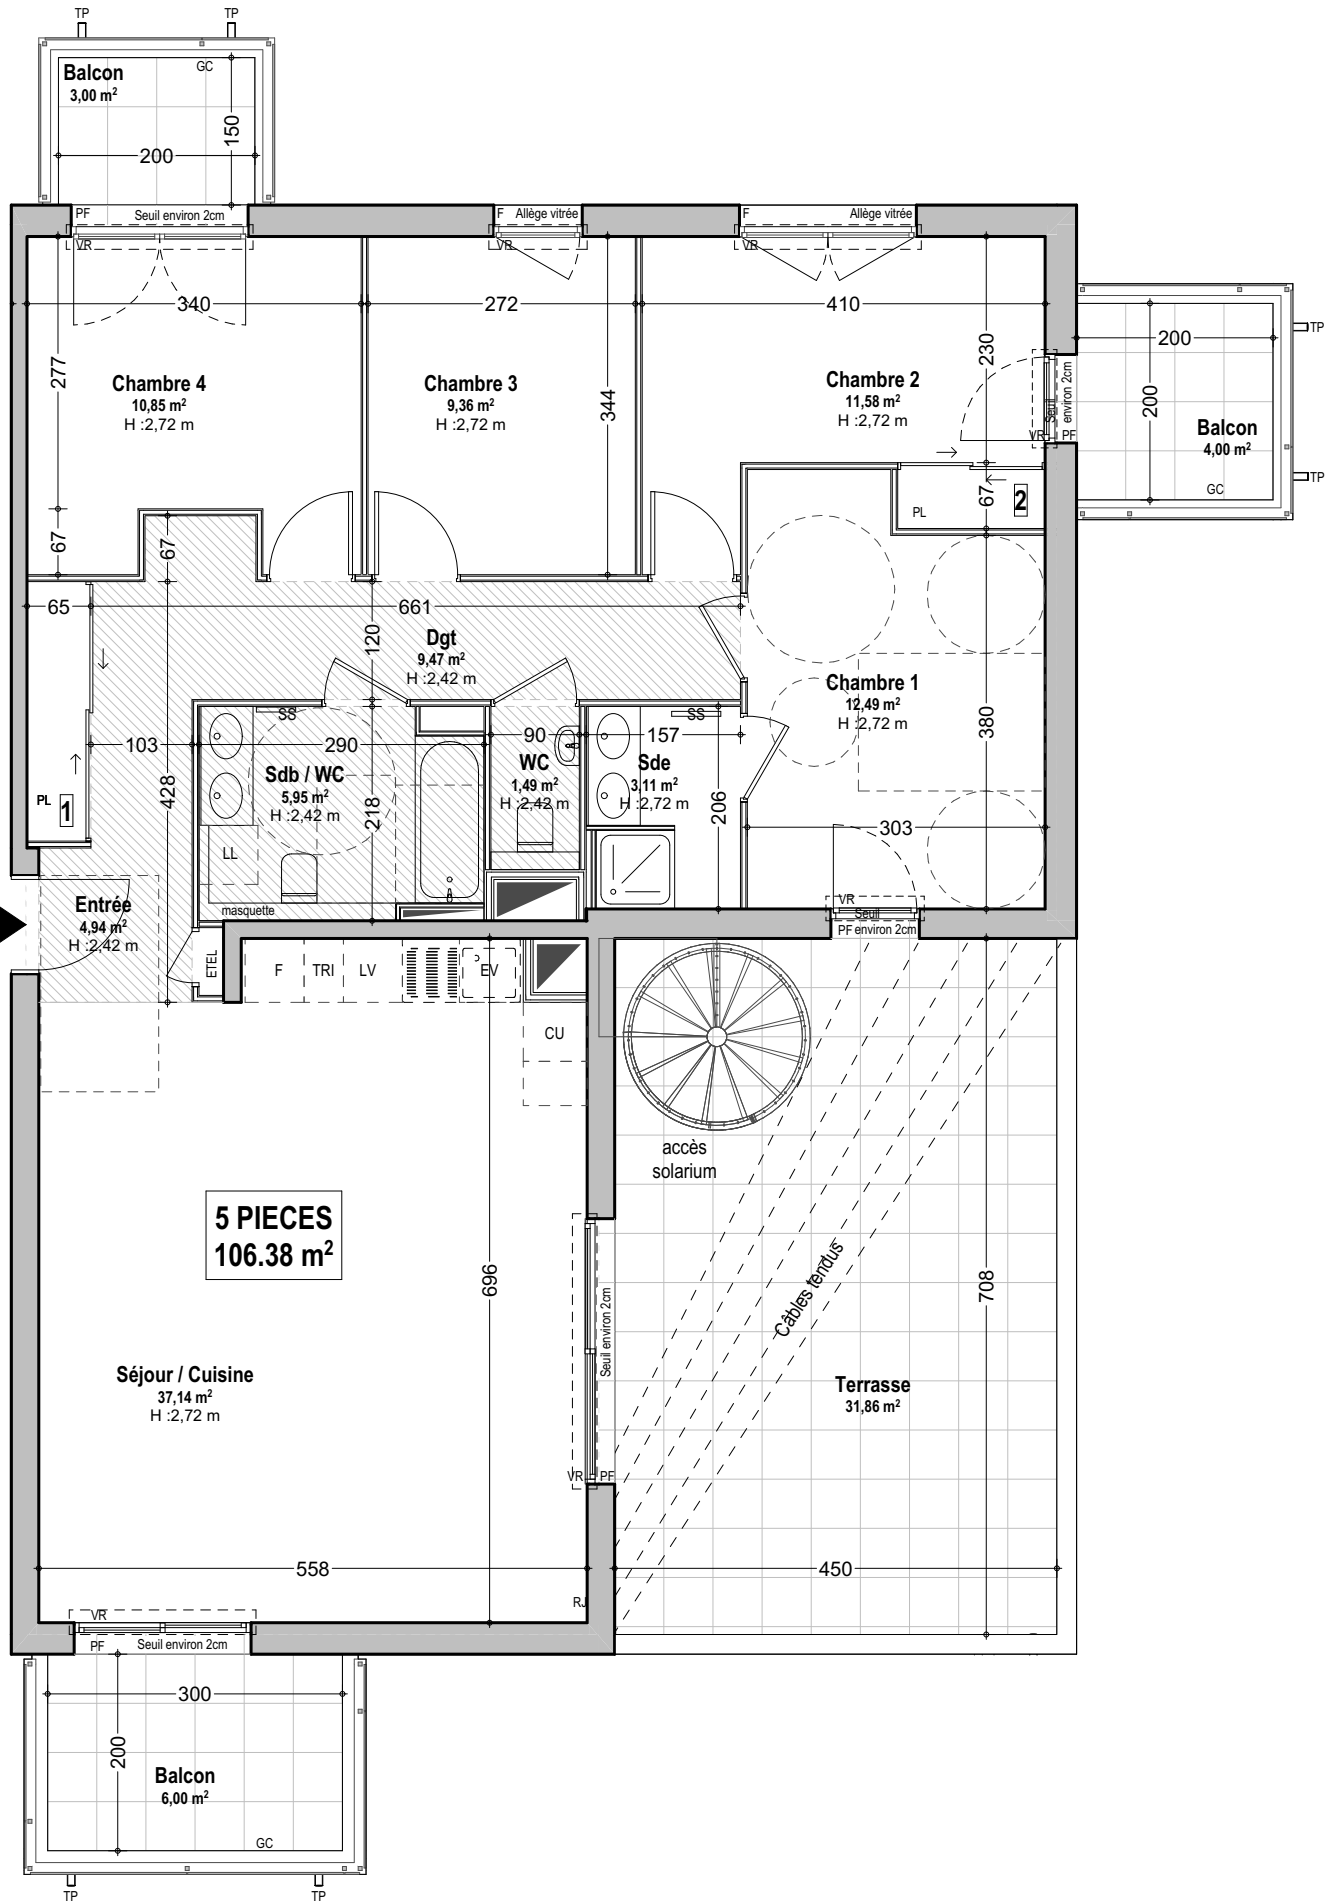 TP
TP
Balcon
3,00 m²
GC
150
200
PF
Seuil environ 2cm
VR
F
Allège vitrée
VR
F
Allège vitrée
VR
340
272
410
277
344
230
Chambre 4
10,85 m²
H :2,72 m
Chambre 3
9,36 m²
H :2,72 m
Chambre 2
11,58 m²
H :2,72 m
Seuil
environ 2cm
VR
PF
200
200
Balcon
4,00 m²
GC
TP
TP
67
67
67
PL
2
65
661
120
Dgt
9,47 m²
H :2,42 m
Chambre 1
12,49 m²
H :2,72 m
380
SS
SS
103
290
90
157
428
Sdb / WC
5,95 m²
H :2,42 m
218
WC
1,49 m²
H :2,42 m
Sde
3,11 m²
H :2,72 m
206
PL
1
LL
303
masquette
VR
Seuil
PF environ 2cm
Entrée
4,94 m²
H :2,42 m
ETEL
F
TRI
LV
EV
CU
accès
solarium
5 PIECES
106.38 m²
696
Seuil environ 2cm
Câbles tendus
708
Séjour / Cuisine
37,14 m²
H :2,72 m
Terrasse
31,86 m²
VR
PF
558
450
RJ
VR
PF
Seuil environ 2cm
300
200
Balcon
6,00 m²
GC
TP
TP